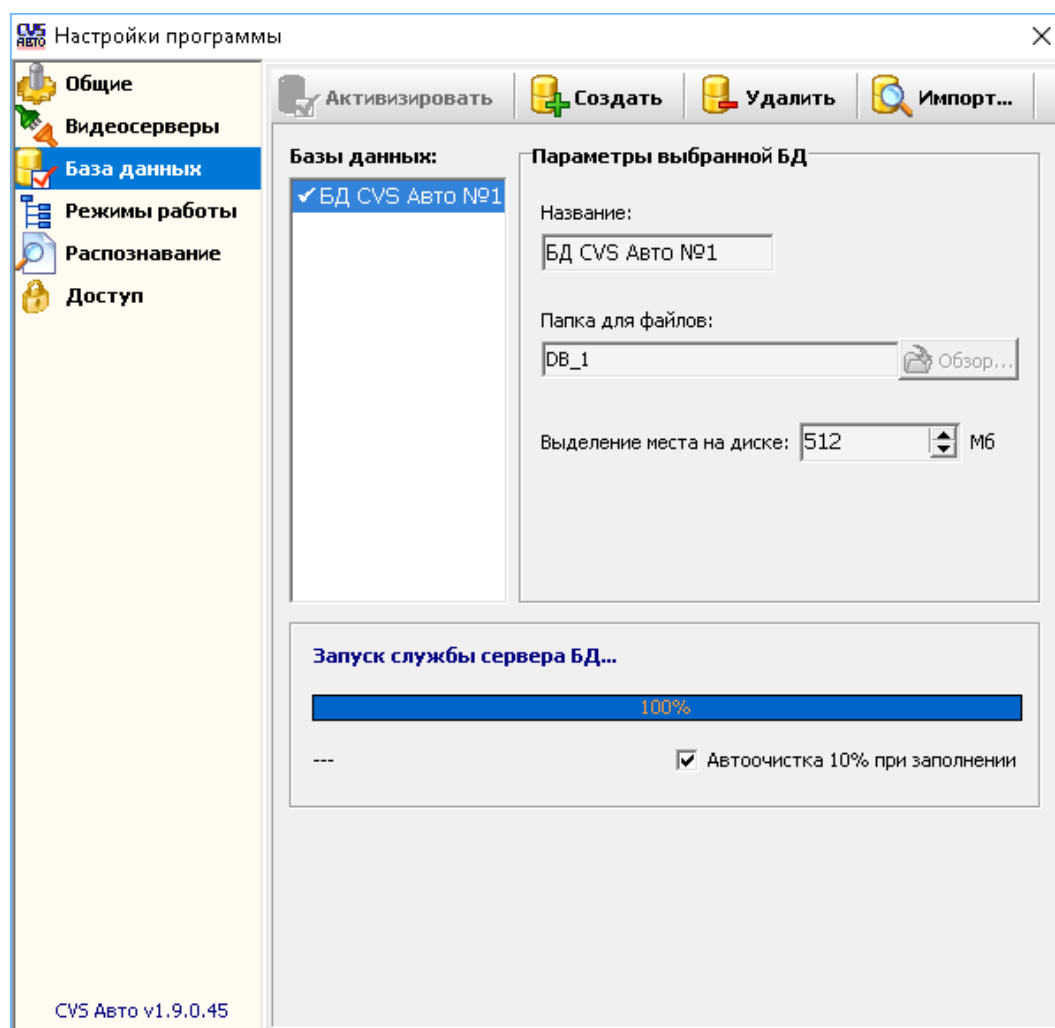 CVS АВТО Настройки программы
Общие
Видеосерверы
База данных
Режимы работы
Распознавание
Доступ
CVS Авто v1.9.0.45
Активизировать Создать Удалить Импорт...
Базы данных:
БД CVS Авто №1
Параметры выбранной БД
Название:
БД CVS Авто №1
Папка для файлов:
DB_1 Обзор...
Выделение места на диске: 512 Мб
Запуск службы сервера БД...
100%
--- Автоочистка 10% при заполнении